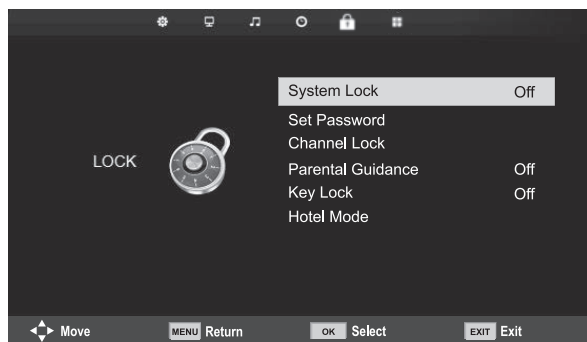 System Lock Off
Set Password
Channel Lock
LOCK
Parental Guidance Off
Key Lock Off
Hotel Mode
Move MENU Return OK Select EXIT Exit